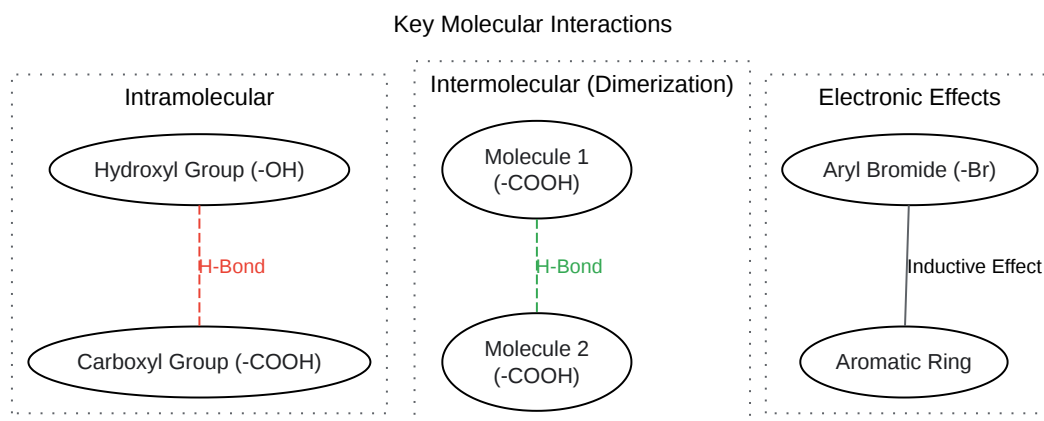 Key Molecular Interactions
Intramolecular
Hydroxyl Group (-OH)
H-Bond
Carboxyl Group (-COOH)
Intermolecular (Dimerization)
Molecule 1
(-COOH)
H-Bond
Molecule 2
(-COOH)
Electronic Effects
Aryl Bromide (-Br)
Inductive Effect
Aromatic Ring